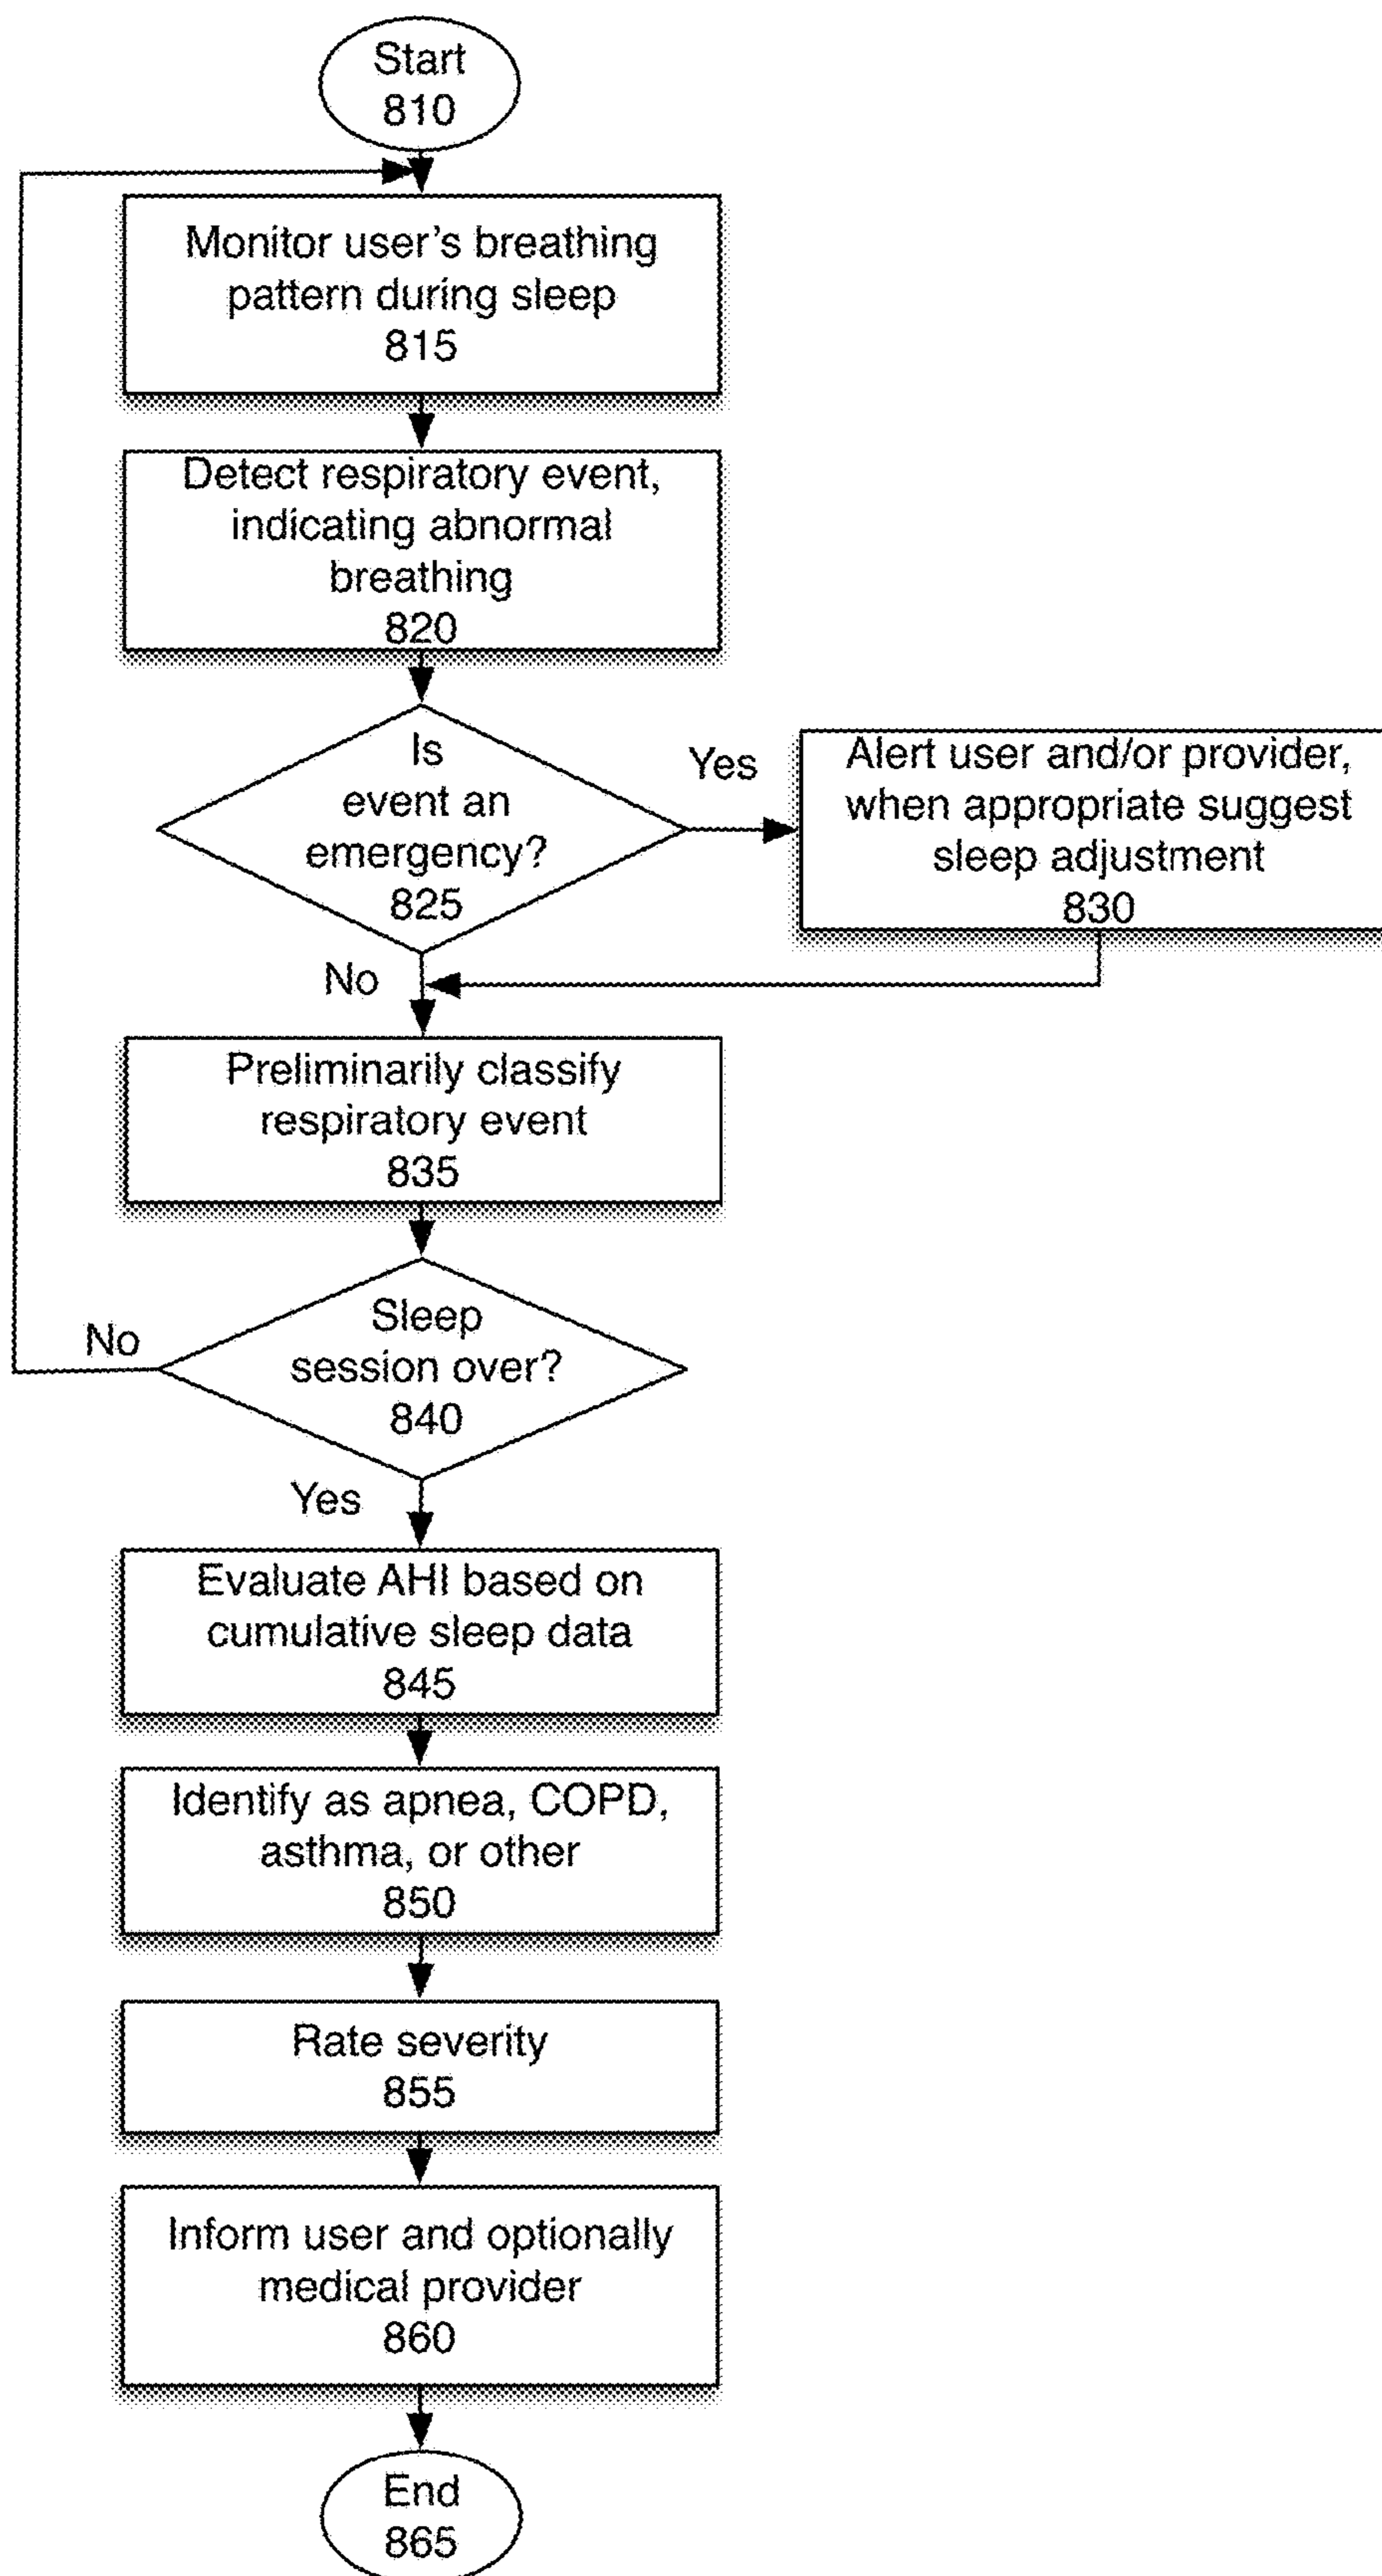 Start
810
Monitor user's breathing
pattern during sleep
815
Detect respiratory event,
indicating abnormal
breathing
820
Is
event an
emergency?
825
Yes
Alert user and/or provider,
when appropriate suggest
sleep adjustment
830
No
Preliminarily classify
respiratory event
835
Sleep
session over?
840
No
Yes
Evaluate AHI based on
cumulative sleep data
845
Identify as apnea, COPD,
asthma, or other
850
Rate severity
855
Inform user and optionally
medical provider
860
End
865